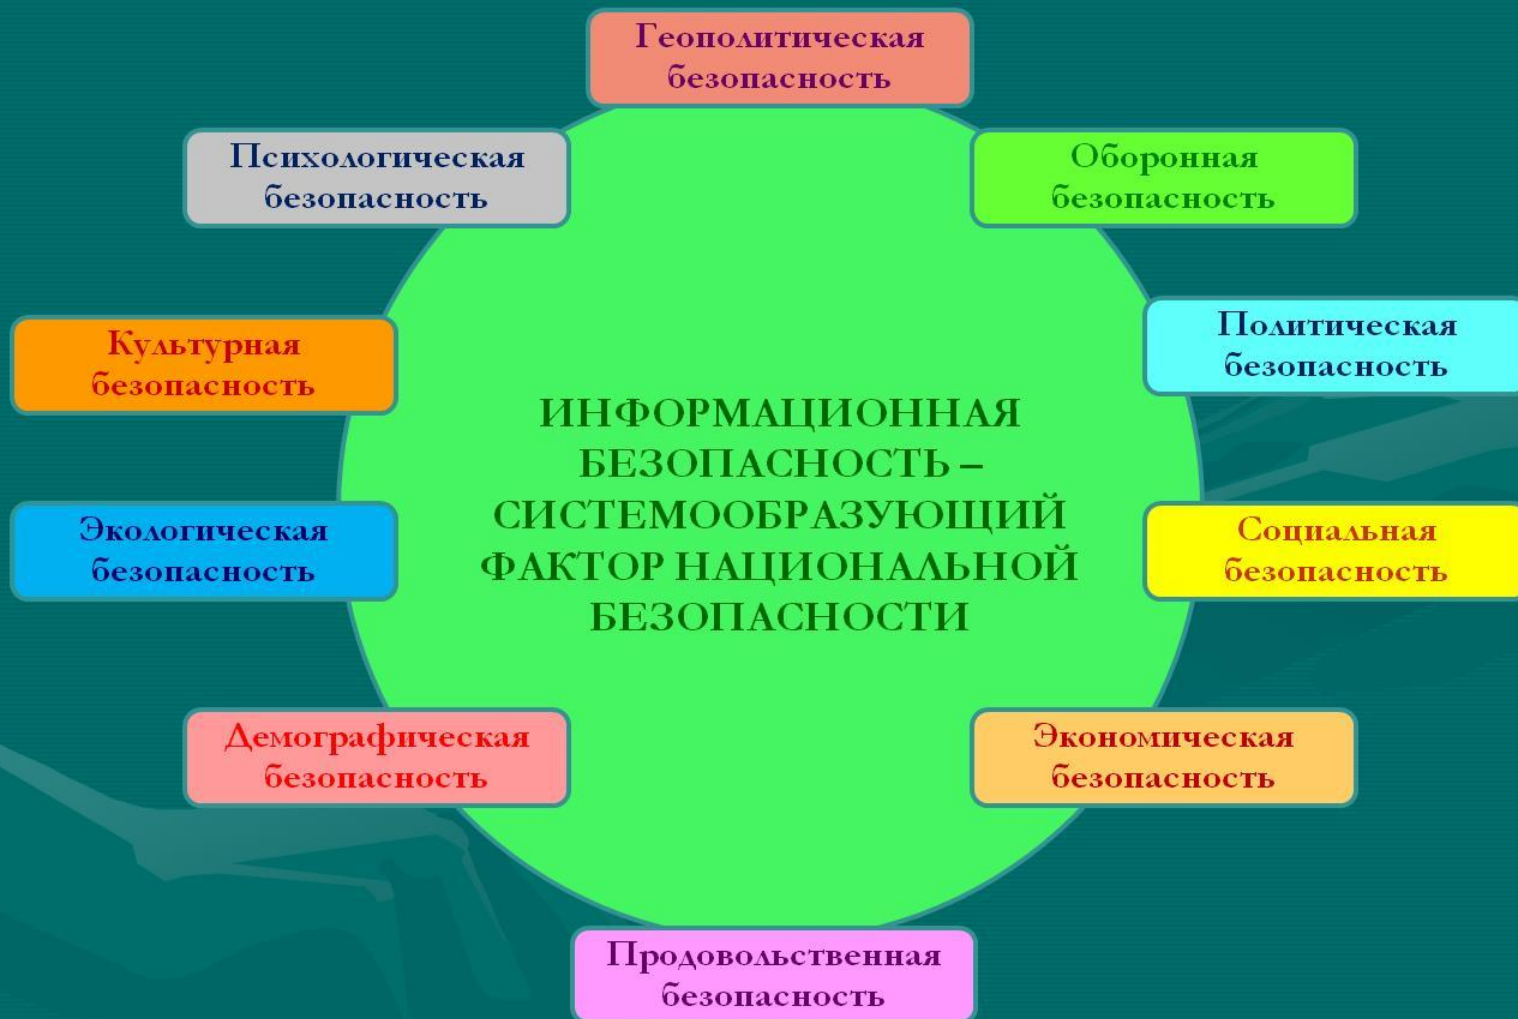 Геополитическая
безопасность
Психологическая
безопасность
Оборонная
безопасность
Культурная
безопасность
Политическая
безопасность
ИНФОРМАЦИОННАЯ
БЕЗОПАСНОСТЬ –
СИСТЕМООБРАЗУЮЩИЙ
ФАКТОР НАЦИОНАЛЬНОЙ
БЕЗОПАСНОСТИ
Экологическая
безопасность
Социальная
безопасность
Демографическая
безопасность
Экономическая
безопасность
Продовольственная
безопасность